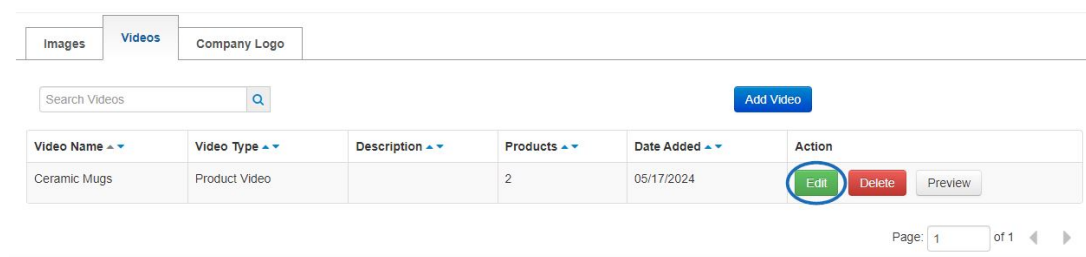 Images Videos Company Logo
Search Videos Add Video
Video Name Video Type Description Products Date Added Action
Ceramic Mugs Product Video 2 05/17/2024 Edit Delete Preview
Page: 1 of 1